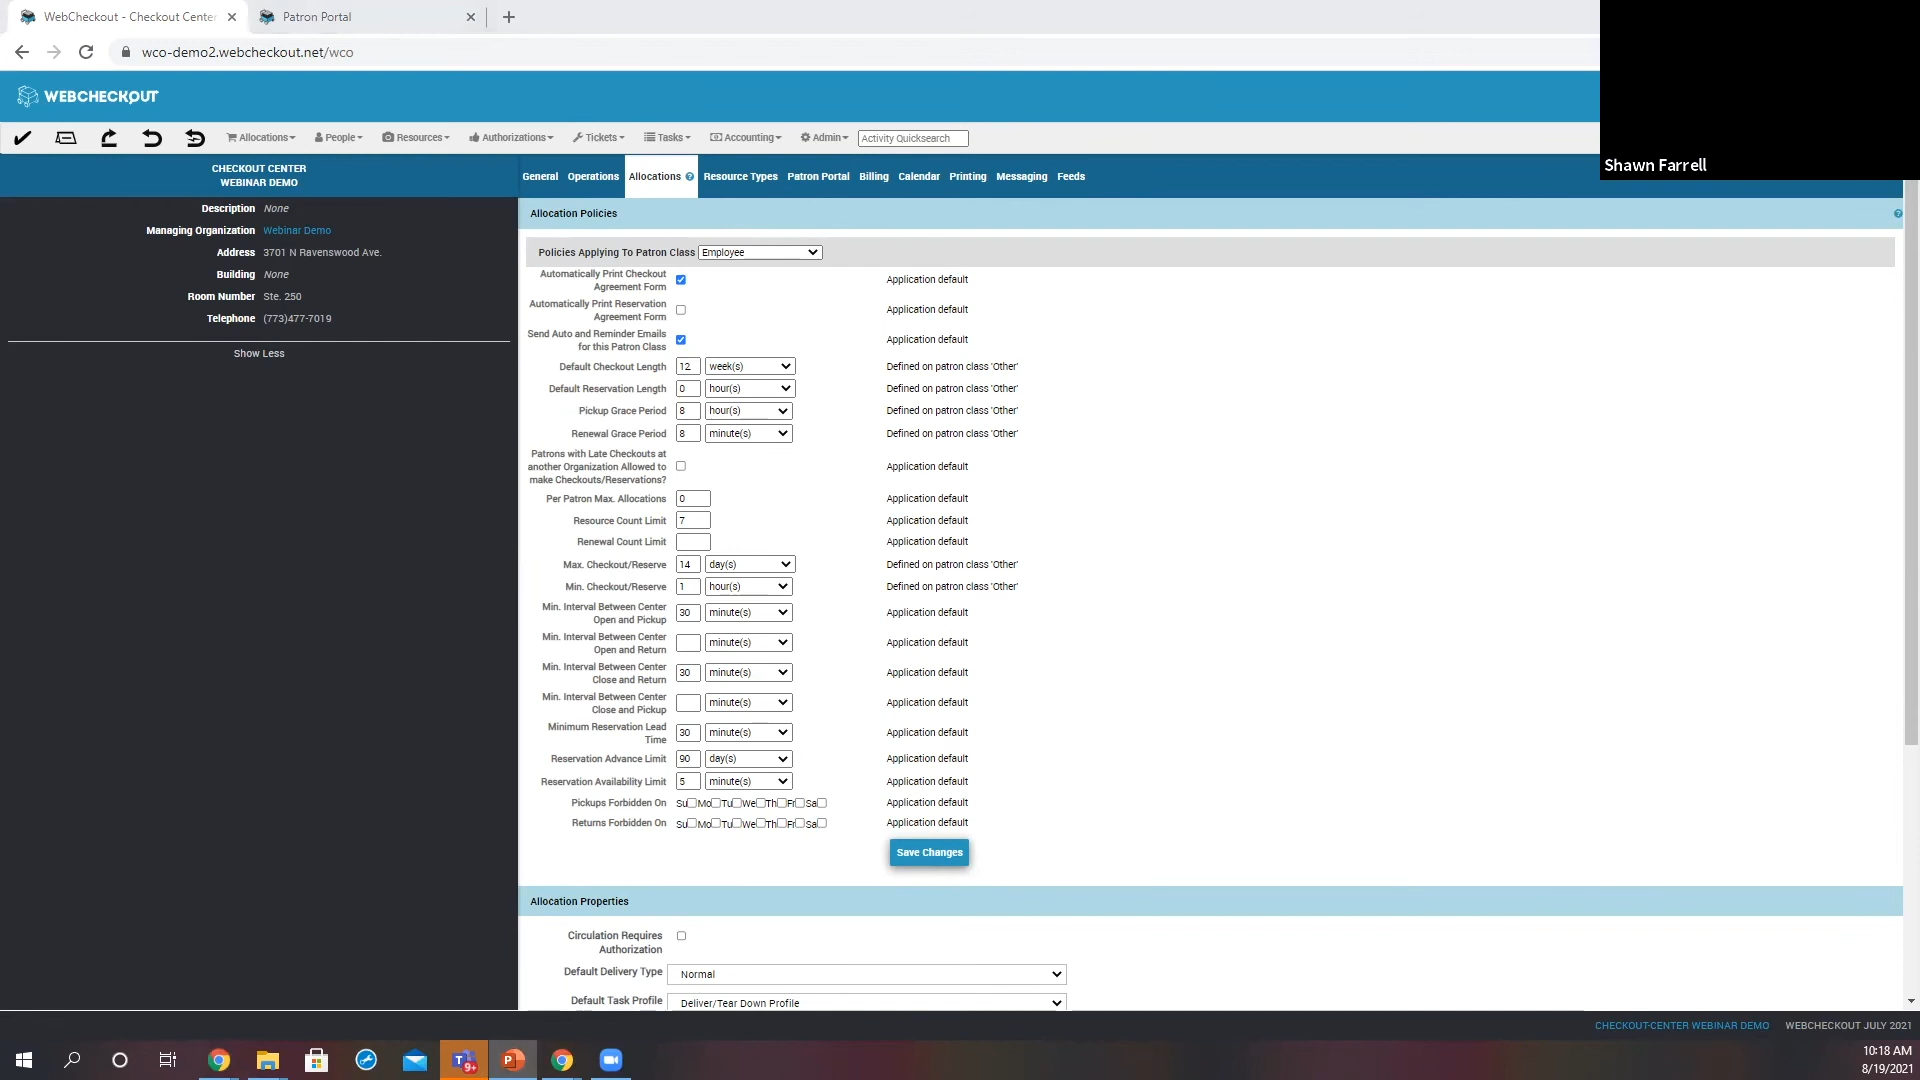 WebCheckout - Checkout Center
Patron Portal
wco-demo2.webcheckout.net/wco
WEBCHECKOUT
Shawn Farrell
Allocations People Resources Authorizations Tickets Tasks Accounting Admin Activity Quicksearch
CHECKOUT CENTER
WEBINAR DEMO
Description None
Managing Organization Webinar Demo
Address 3701 N Ravenswood Ave.
Building None
Room Number Ste. 250
Telephone (773)477-7019
Show Less
General Operations Allocations ? Resource Types Patron Portal Billing Calendar Printing Messaging Feeds
Allocation Policies ?
Policies Applying To Patron Class Employee
Automatically Print Checkout
Agreement Form Application default
Automatically Print Reservation
Agreement Form Application default
Send Auto and Reminder Emails
for this Patron Class Application default
Default Checkout Length 12 week(s) Defined on patron class 'Other'
Default Reservation Length 0 hour(s) Defined on patron class 'Other'
Pickup Grace Period 8 hour(s) Defined on patron class 'Other'
Renewal Grace Period 8 minute(s) Defined on patron class 'Other'
Patrons with Late Checkouts at
another Organization Allowed to
make Checkouts/Reservations? Application default
Per Patron Max. Allocations 0 Application default
Resource Count Limit 7 Application default
Renewal Count Limit Application default
Max. Checkout/Reserve 14 day(s) Defined on patron class 'Other'
Min. Checkout/Reserve 1 hour(s) Defined on patron class 'Other'
Min. Interval Between Center
Open and Pickup 30 minute(s) Application default
Min. Interval Between Center
Open and Return minute(s) Application default
Min. Interval Between Center
Close and Return 30 minute(s) Application default
Min. Interval Between Center
Close and Pickup minute(s) Application default
Minimum Reservation Lead
Time 30 minute(s) Application default
Reservation Advance Limit 90 day(s) Application default
Reservation Availability Limit 5 minute(s) Application default
Pickups Forbidden On Su Mo Tu We Th Fr Sa Application default
Returns Forbidden On Su Mo Tu We Th Fr Sa Application default
Save Changes
Allocation Properties
Circulation Requires
Authorization
Default Delivery Type Normal
Default Task Profile Deliver/Tear Down Profile
CHECKOUT-CENTER WEBINAR DEMO WEBCHECKOUT JULY 2021
T 9+
P
10:18 AM
8/19/2021